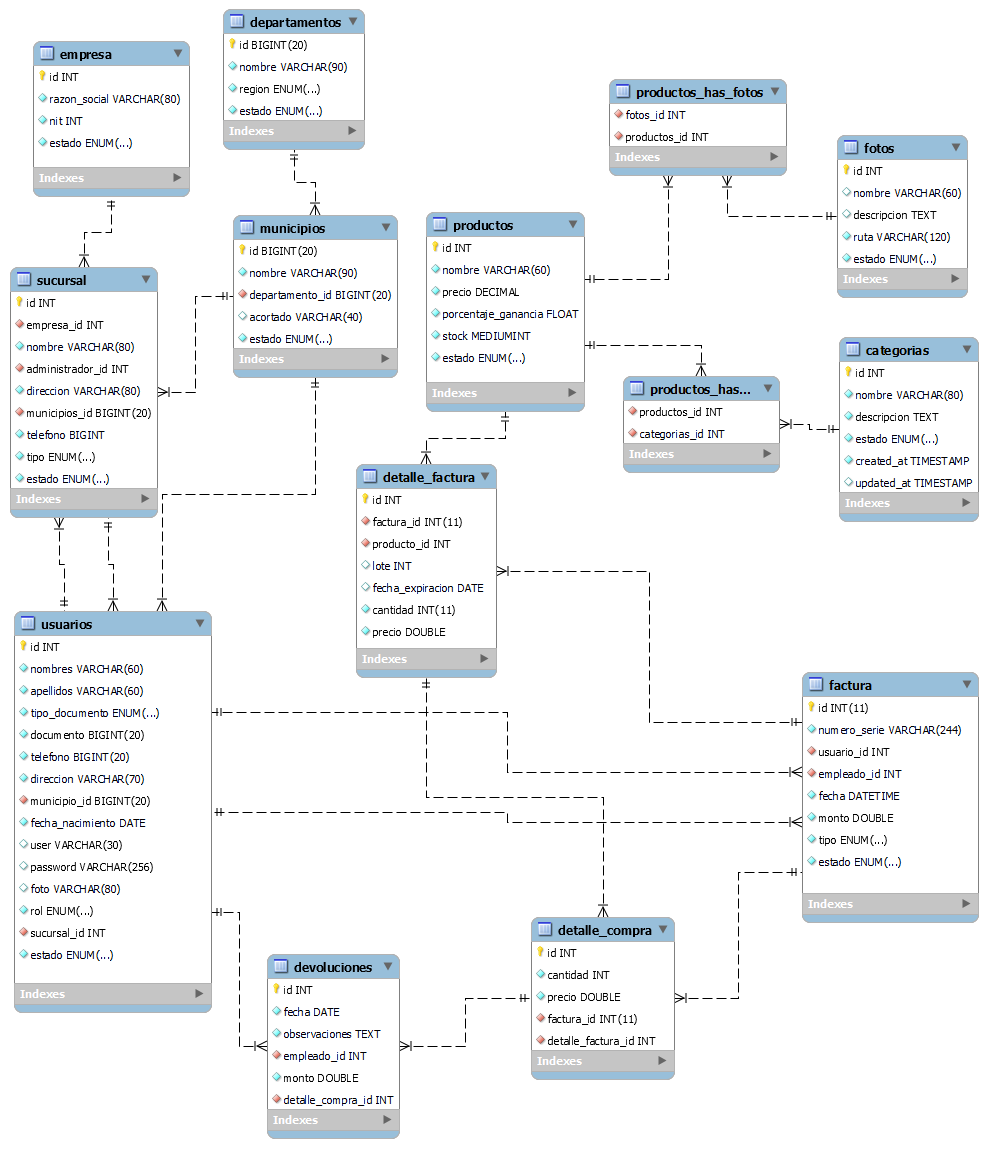 departamentos
id BIGINT(20)
nombre VARCHAR(90)
region ENUM(...)
estado ENUM(...)
Indexes
empresa
id INT
razon_social VARCHAR(80)
nit INT
estado ENUM(...)
Indexes
productos_has_fotos
fotos_id INT
productos_id INT
Indexes
fotos
id INT
nombre VARCHAR(60)
descripcion TEXT
ruta VARCHAR(120)
estado ENUM(...)
Indexes
municipios
id BIGINT(20)
nombre VARCHAR(90)
departamento_id BIGINT(20)
acortado VARCHAR(40)
estado ENUM(...)
Indexes
productos
id INT
nombre VARCHAR(60)
precio DECIMAL
porcentaje_ganancia FLOAT
stock MEDIUMINT
estado ENUM(...)
Indexes
sucursal
id INT
empresa_id INT
nombre VARCHAR(80)
administrador_id INT
direccion VARCHAR(80)
municipios_id BIGINT(20)
telefono BIGINT
tipo ENUM(...)
estado ENUM(...)
Indexes
categorias
id INT
nombre VARCHAR(80)
descripcion TEXT
estado ENUM(...)
created_at TIMESTAMP
updated_at TIMESTAMP
Indexes
productos_has...
productos_id INT
categorias_id INT
Indexes
detalle_factura
id INT
factura_id INT(11)
producto_id INT
lote INT
fecha_expiracion DATE
cantidad INT(11)
precio DOUBLE
Indexes
usuarios
id INT
nombres VARCHAR(60)
apellidos VARCHAR(60)
tipo_documento ENUM(...)
documento BIGINT(20)
telefono BIGINT(20)
direccion VARCHAR(70)
municipio_id BIGINT(20)
fecha_nacimiento DATE
user VARCHAR(30)
password VARCHAR(256)
foto VARCHAR(80)
rol ENUM(...)
sucursal_id INT
estado ENUM(...)
Indexes
factura
id INT(11)
numero_serie VARCHAR(244)
usuario_id INT
empleado_id INT
fecha DATETIME
monto DOUBLE
tipo ENUM(...)
estado ENUM(...)
Indexes
detalle_compra
id INT
cantidad INT
precio DOUBLE
factura_id INT(11)
detalle_factura_id INT
Indexes
devoluciones
id INT
fecha DATE
observaciones TEXT
empleado_id INT
monto DOUBLE
detalle_compra_id INT
Indexes